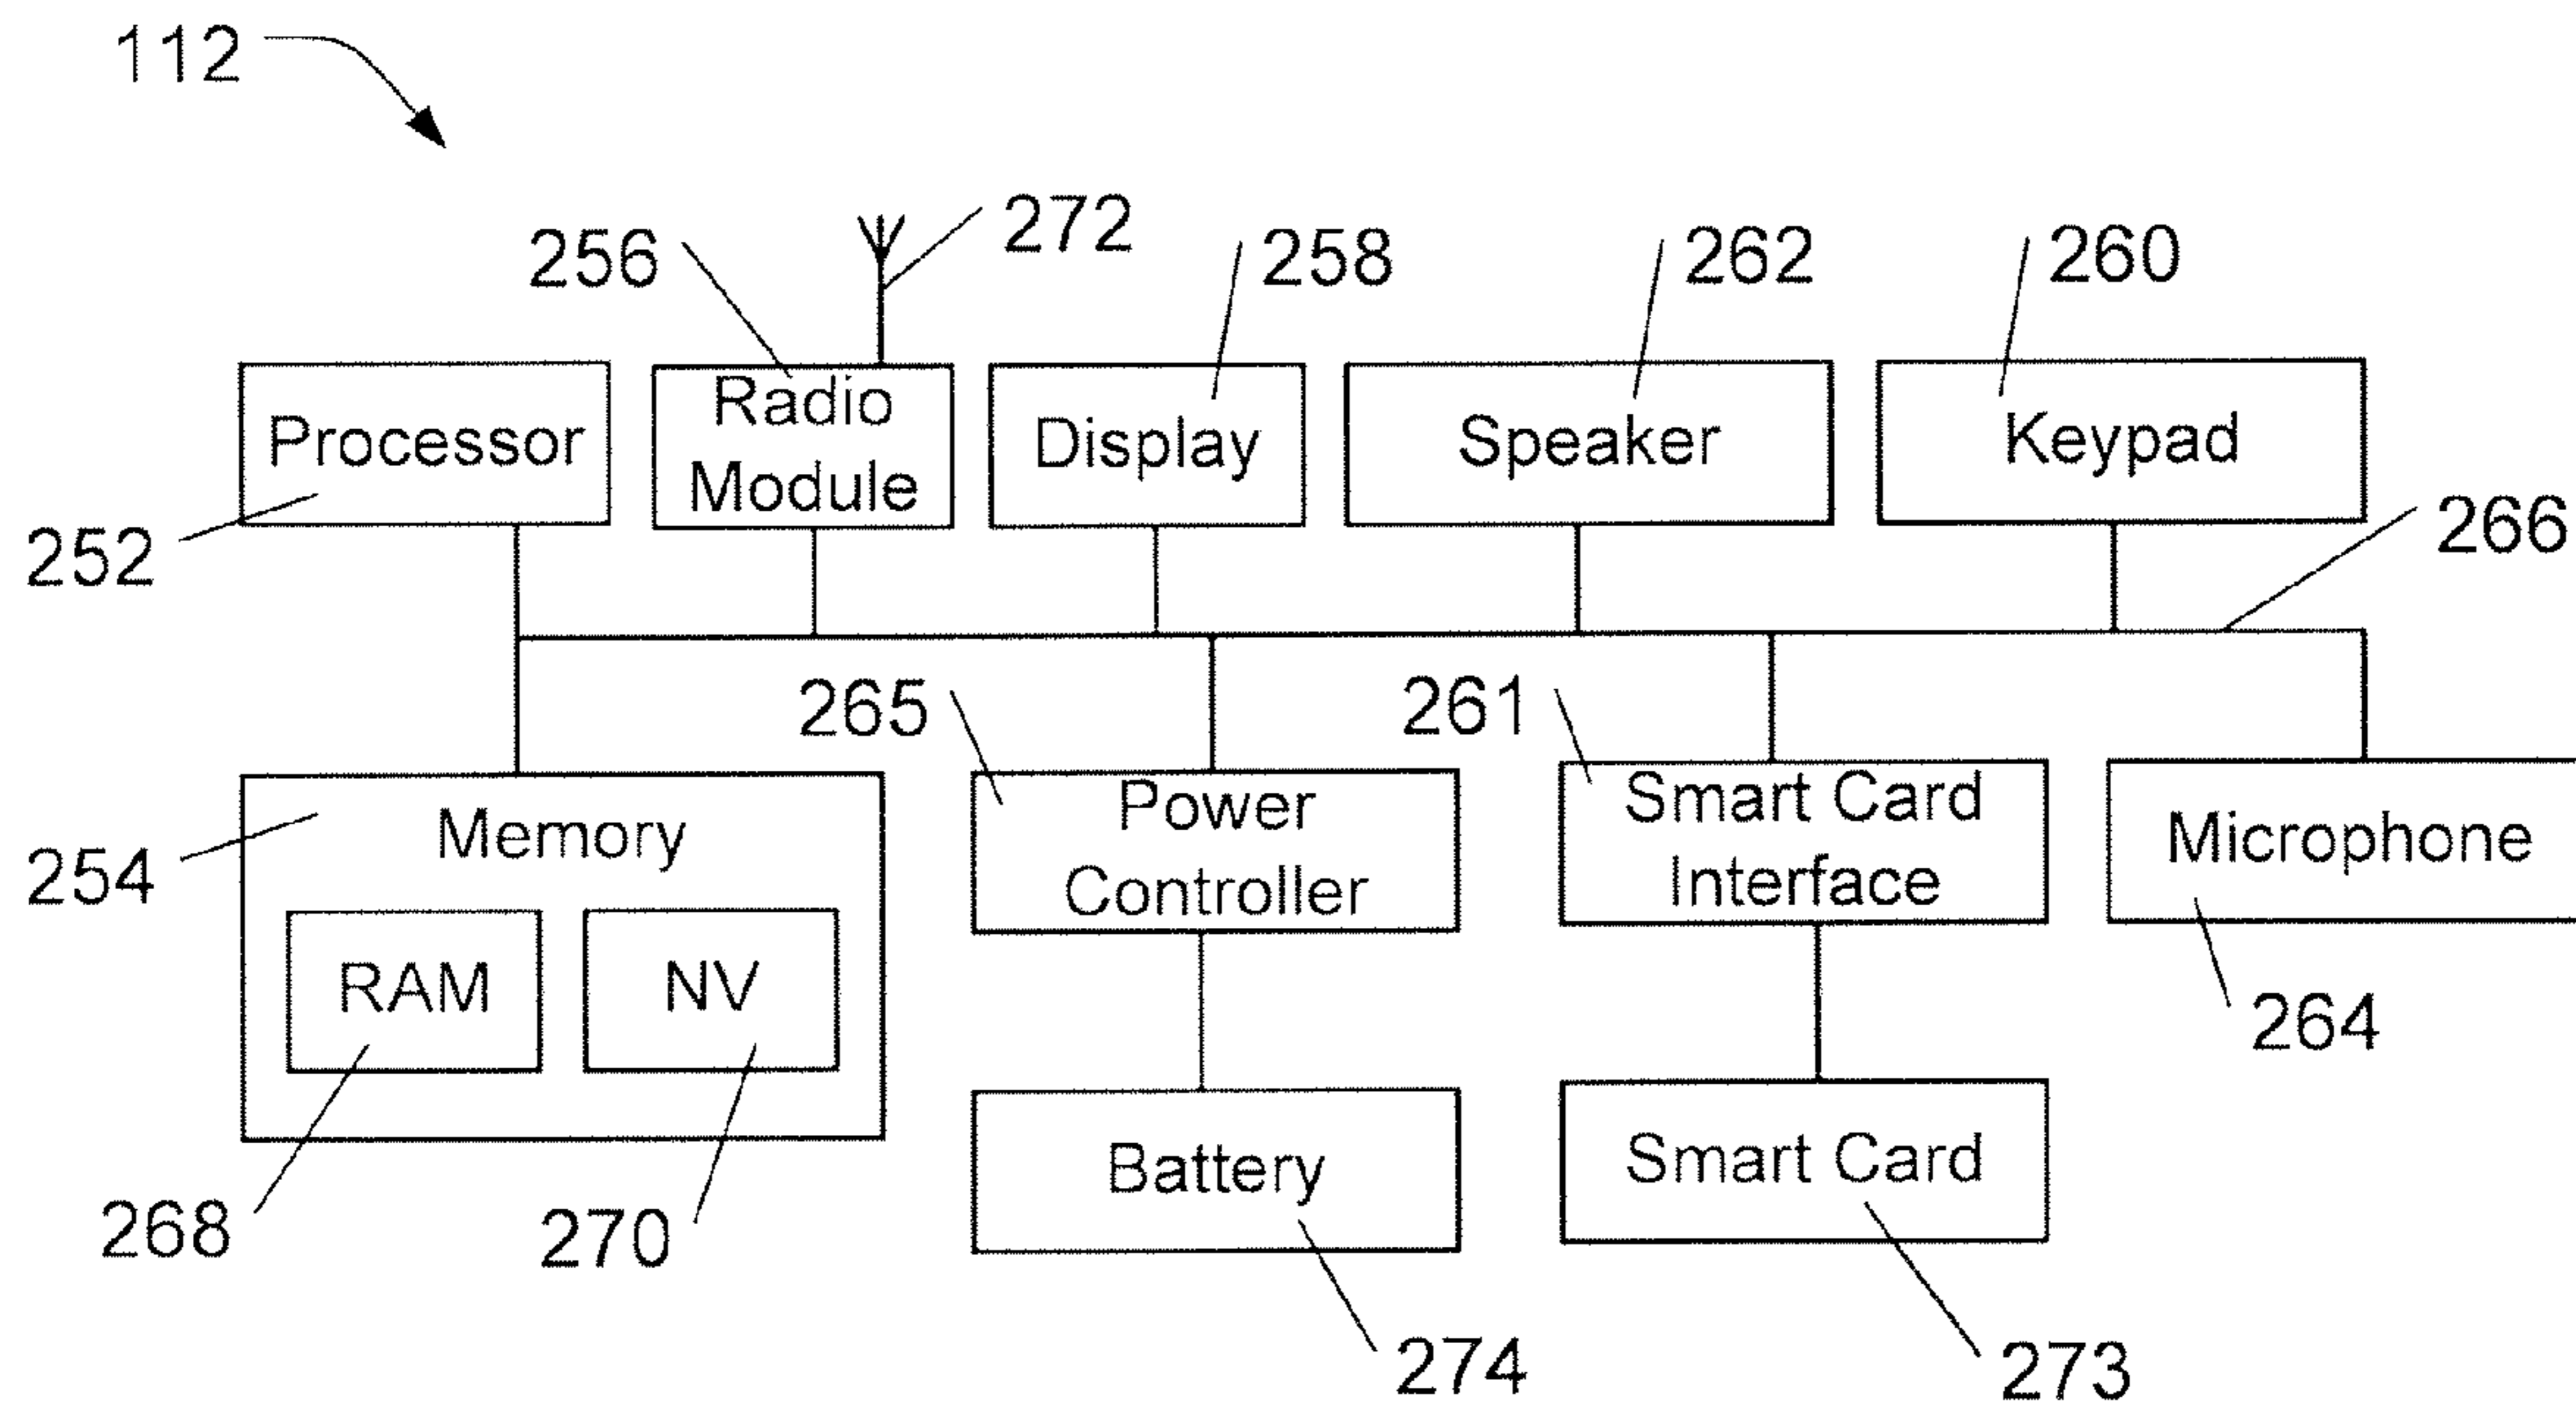 112
256
272
258
262
260
Processor
Radio
Module
Display
Speaker
Keypad
252
266
265
261
254
Memory
Power
Controller
Smart Card
Interface
Microphone
RAM
NV
264
268
270
Battery
Smart Card
274
273